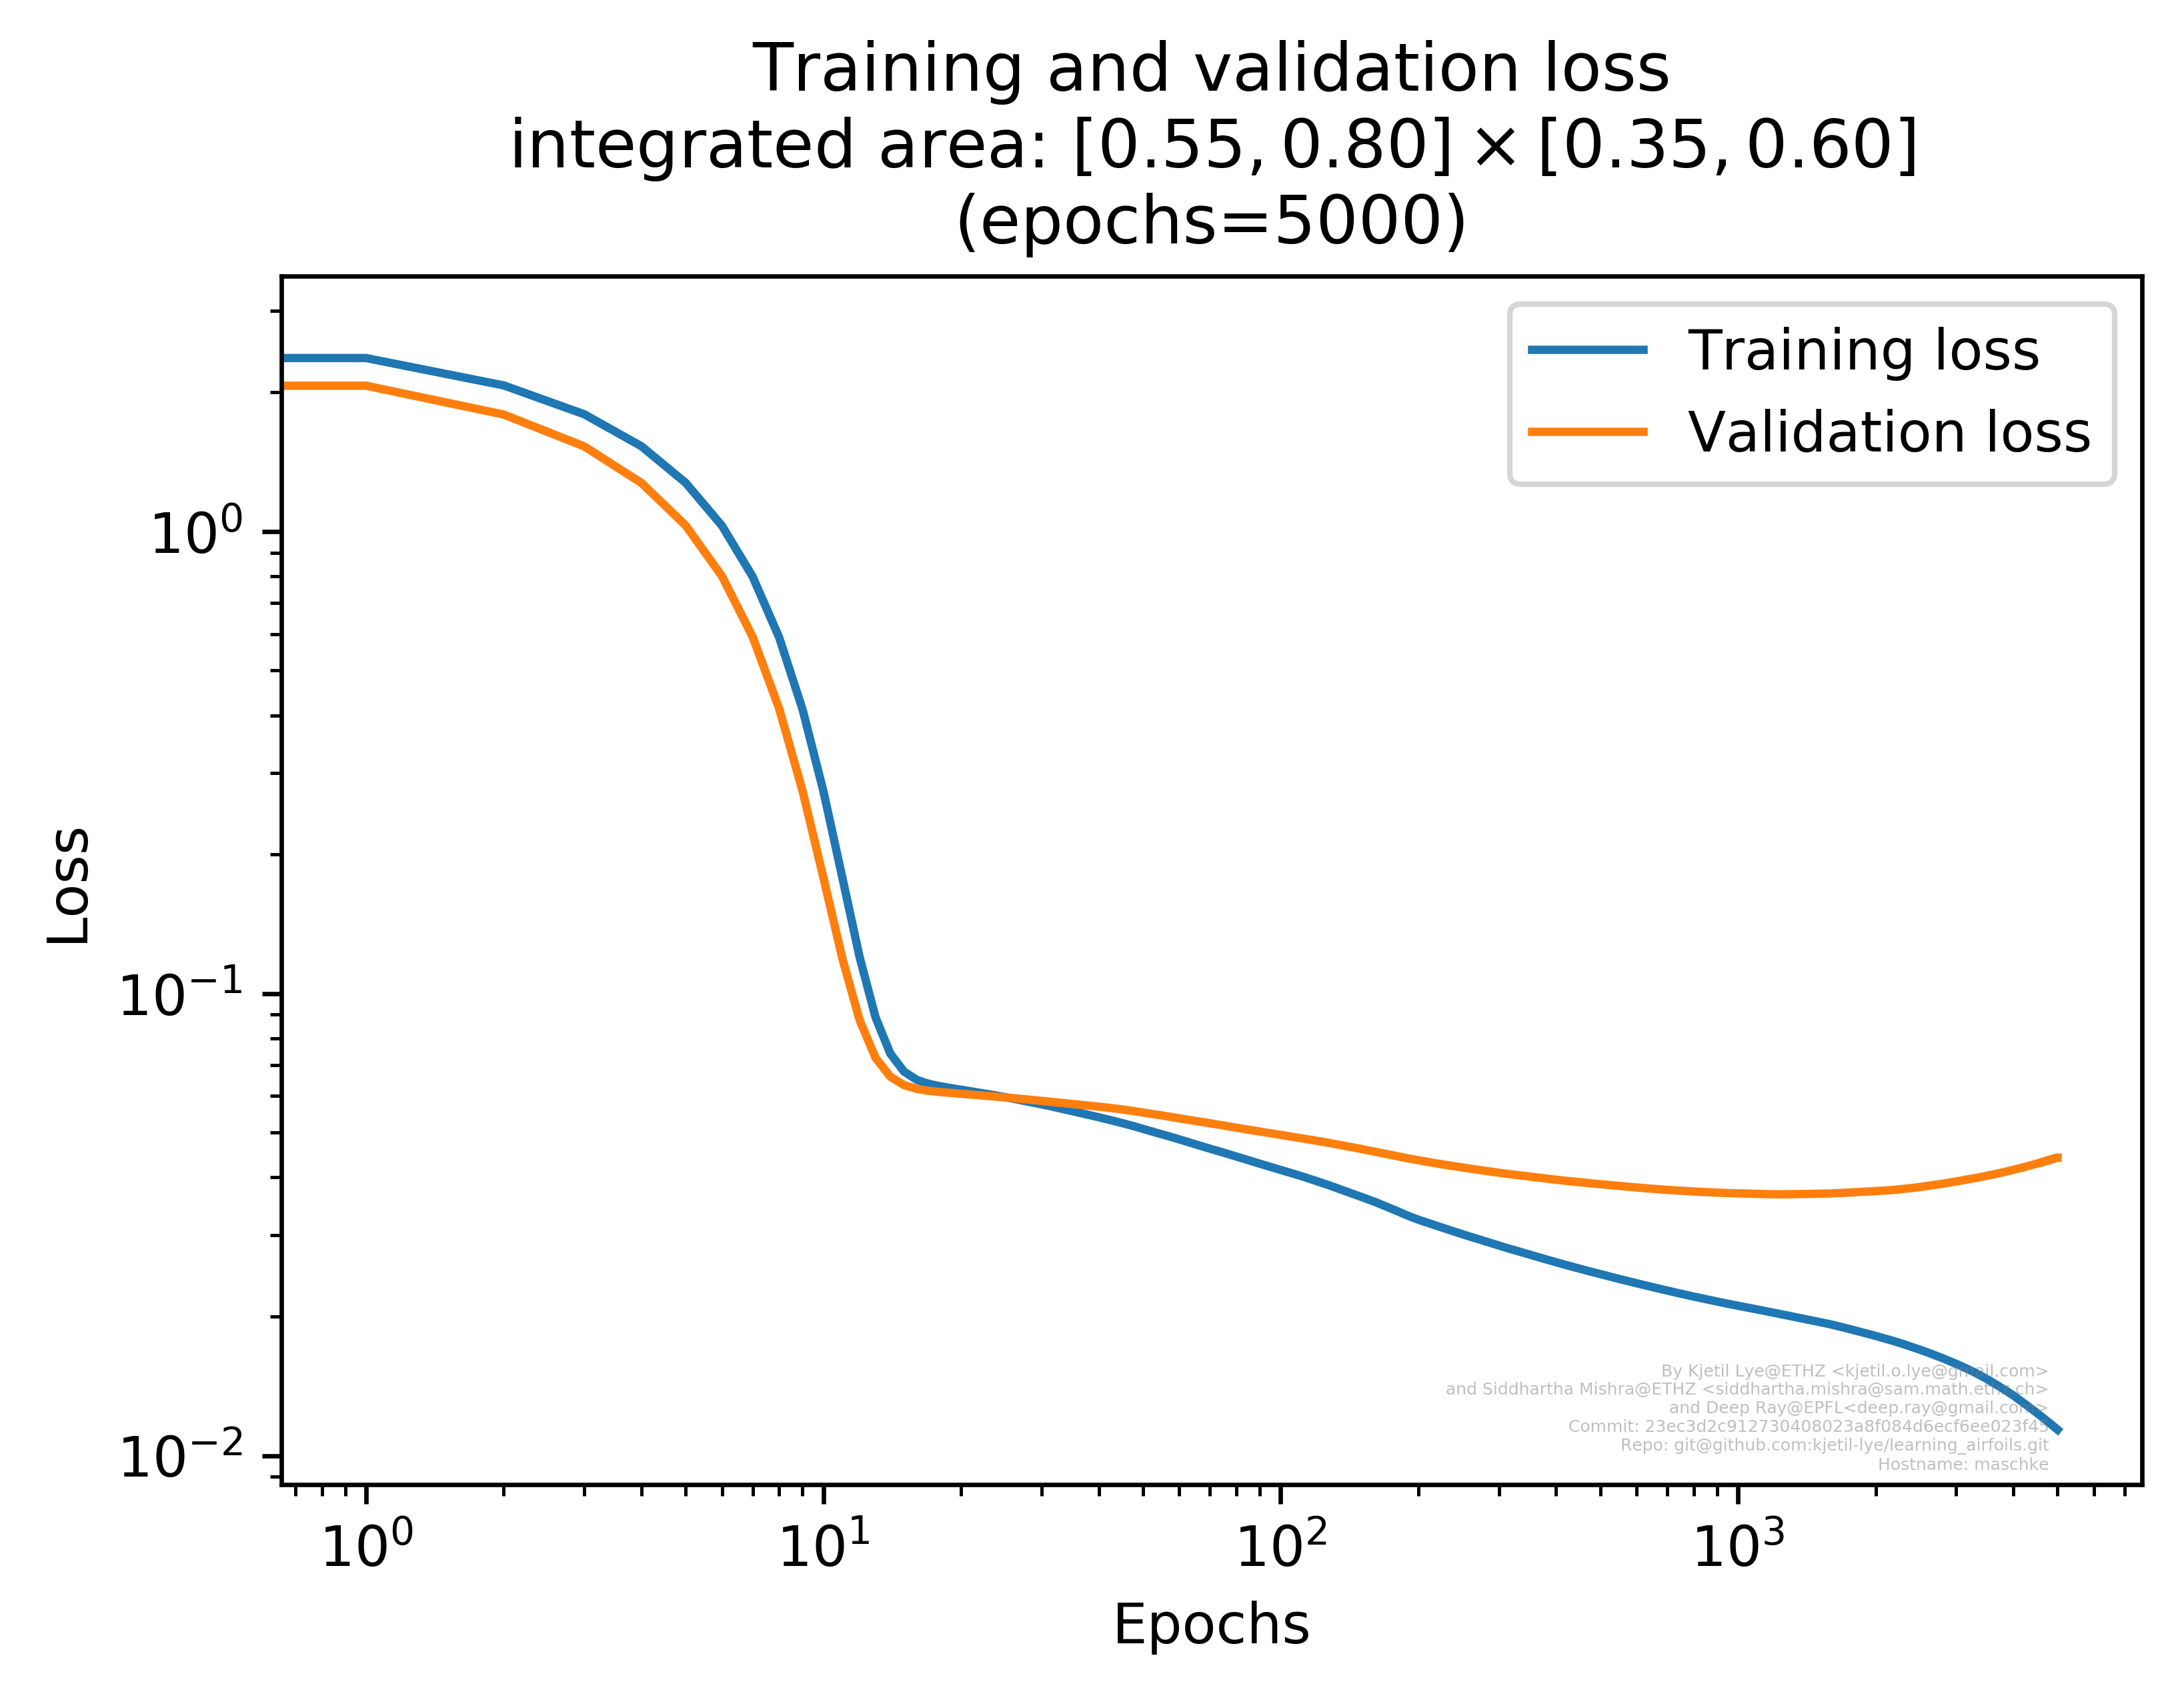 Training and validation loss
integrated area: [0.55, 0.80] × [0.35, 0.60]
(epochs=5000)
Training loss
Validation loss
10⁰
10⁻¹
10⁻²
Loss
By Kjetil Lye@ETHZ <kjetil.o.lye@gmail.com>
and Siddhartha Mishra@ETHZ <siddhartha.mishra@sam.math.ethz.ch>
and Deep Ray@EPFL<deep.ray@gmail.com>
Commit: 23ec3d2c912730408023a8f084d6ecf6ee023f45
Repo: git@github.com:kjetil-lye/learning_airfoils.git
Hostname: maschke
10⁰ 10¹ 10² 10³
Epochs